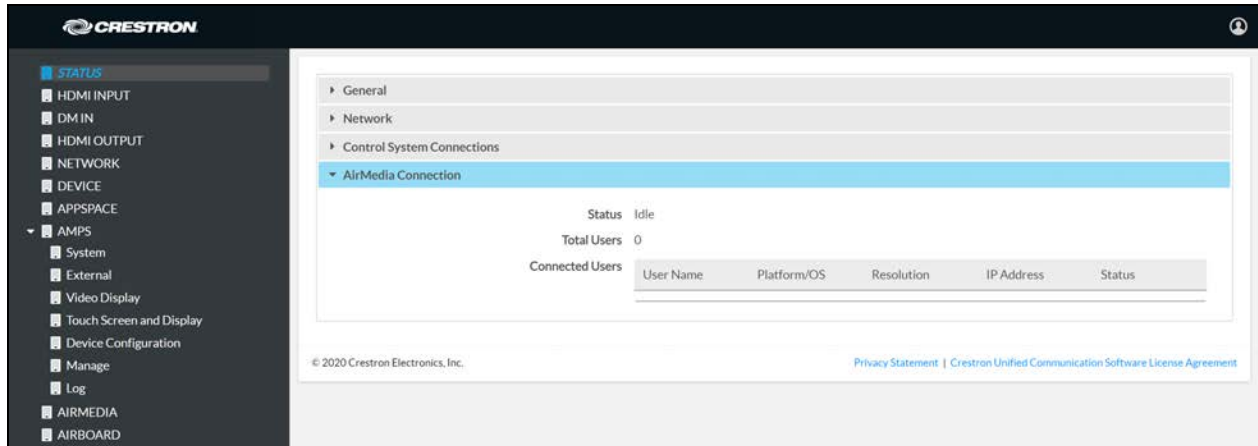 CRESTRON
STATUS
HDMI INPUT
DM IN
HDMI OUTPUT
NETWORK
DEVICE
APPSPACE
AMPS
System
External
Video Display
Touch Screen and Display
Device Configuration
Manage
Log
AIRMEDIA
AIRBOARD
General
Network
Control System Connections
AirMedia Connection
Status Idle
Total Users 0
Connected Users User Name Platform/OS Resolution IP Address Status
© 2020 Crestron Electronics, Inc. Privacy Statement | Crestron Unified Communication Software License Agreement